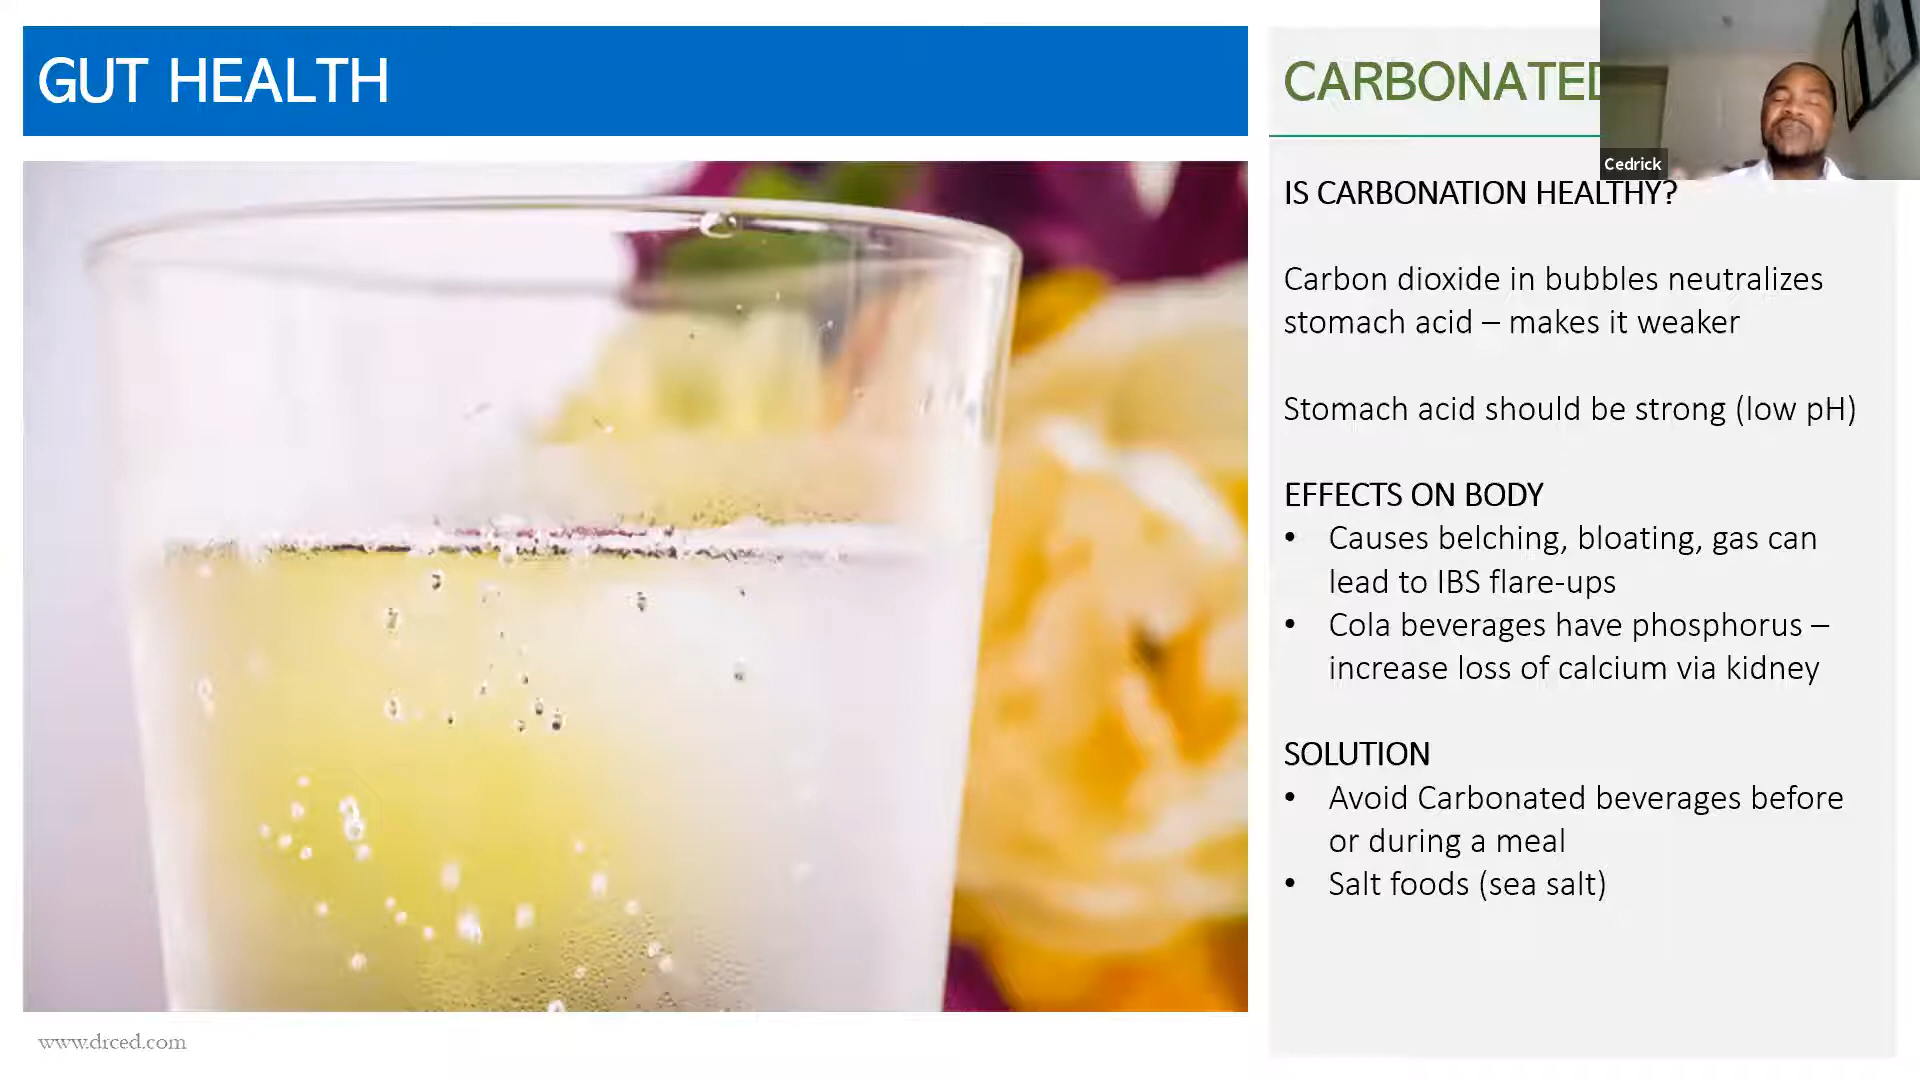 GUT HEALTH
CARBONATED
Cedrick
IS CARBONATION HEALTHY?
Carbon dioxide in bubbles neutralizes
stomach acid – makes it weaker
Stomach acid should be strong (low pH)
EFFECTS ON BODY
• Causes belching, bloating, gas can
lead to IBS flare-ups
• Cola beverages have phosphorus –
increase loss of calcium via kidney
SOLUTION
• Avoid Carbonated beverages before
or during a meal
• Salt foods (sea salt)
www.drced.com